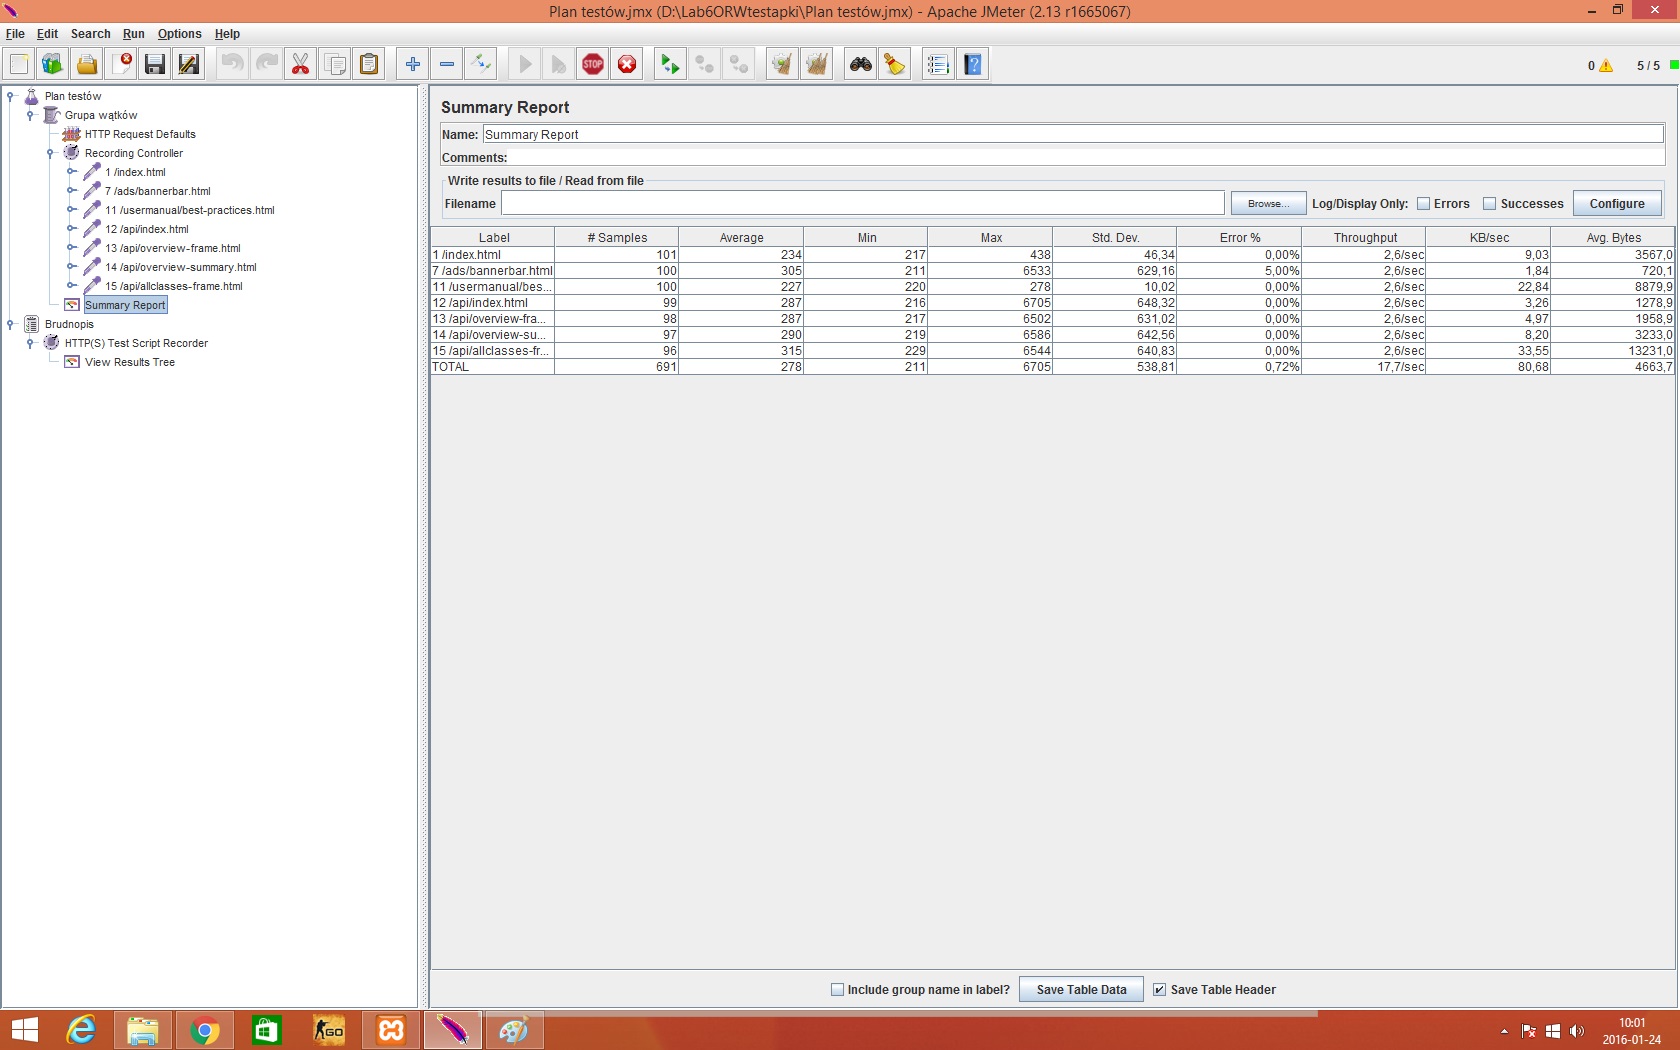 Plan testów.jmx (D:\Lab6ORWtestapki\Plan testów.jmx) - Apache JMeter (2.13 r1665067)
File Edit Search Run Options Help
STOP
0 5 / 5
Plan testów
Grupa wątków
HTTP Request Defaults
Recording Controller
1 /index.html
7 /ads/bannerbar.html
11 /usermanual/best-practices.html
12 /api/index.html
13 /api/overview-frame.html
14 /api/overview-summary.html
15 /api/allclasses-frame.html
Summary Report
Brudnopis
HTTP(S) Test Script Recorder
View Results Tree
Summary Report
Name: Summary Report
Comments:
Write results to file / Read from file
Filename Browse... Log/Display Only: Errors Successes Configure
Label # Samples Average Min Max Std. Dev. Error % Throughput KB/sec Avg. Bytes
1 /index.html 101 234 217 438 46,34 0,00% 2,6/sec 9,03 3567,0
7 /ads/bannerbar.html 100 305 211 6533 629,16 5,00% 2,6/sec 1,84 720,1
11 /usermanual/bes... 100 227 220 278 10,02 0,00% 2,6/sec 22,84 8879,9
12 /api/index.html 99 287 216 6705 648,32 0,00% 2,6/sec 3,26 1278,9
13 /api/overview-fra... 98 287 217 6502 631,02 0,00% 2,6/sec 4,97 1958,9
14 /api/overview-su... 97 290 219 6586 642,56 0,00% 2,6/sec 8,20 3233,0
15 /api/allclasses-fr... 96 315 229 6544 640,83 0,00% 2,6/sec 33,55 13231,0
TOTAL 691 278 211 6705 538,81 0,72% 17,7/sec 80,68 4663,7
Include group name in label? Save Table Data Save Table Header
GO
10:01
2016-01-24